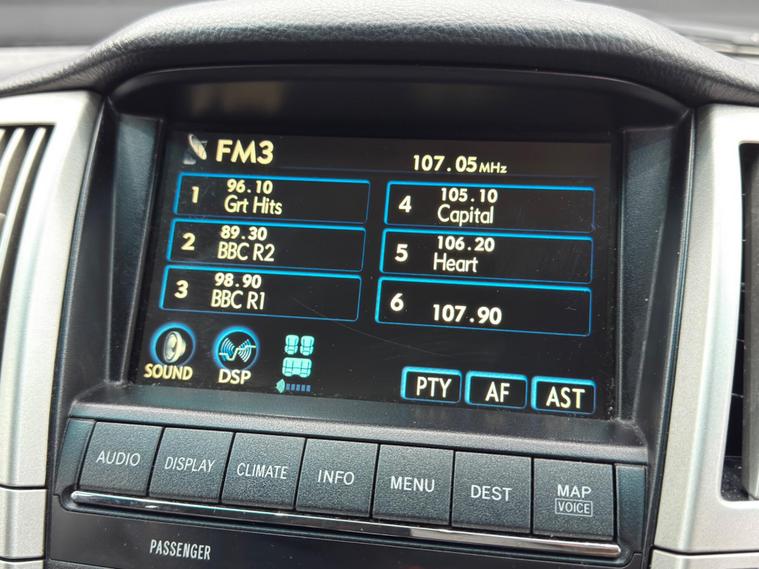 FM3
107.05 MHz
1
96.10
Grt Hits
2
89.30
BBC R2
3
98.90
BBC R1
4
105.10
Capital
5
106.20
Heart
6
107.90
SOUND
DSP
PTY
AF
AST
AUDIO
DISPLAY
CLIMATE
INFO
MENU
DEST
MAP
VOICE
PASSENGER